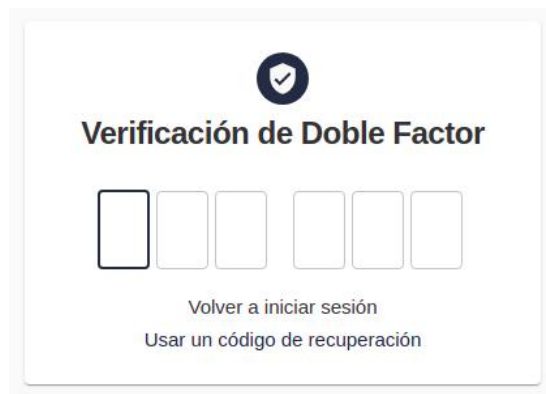 Verificación de Doble Factor
Volver a iniciar sesión
Usar un código de recuperación